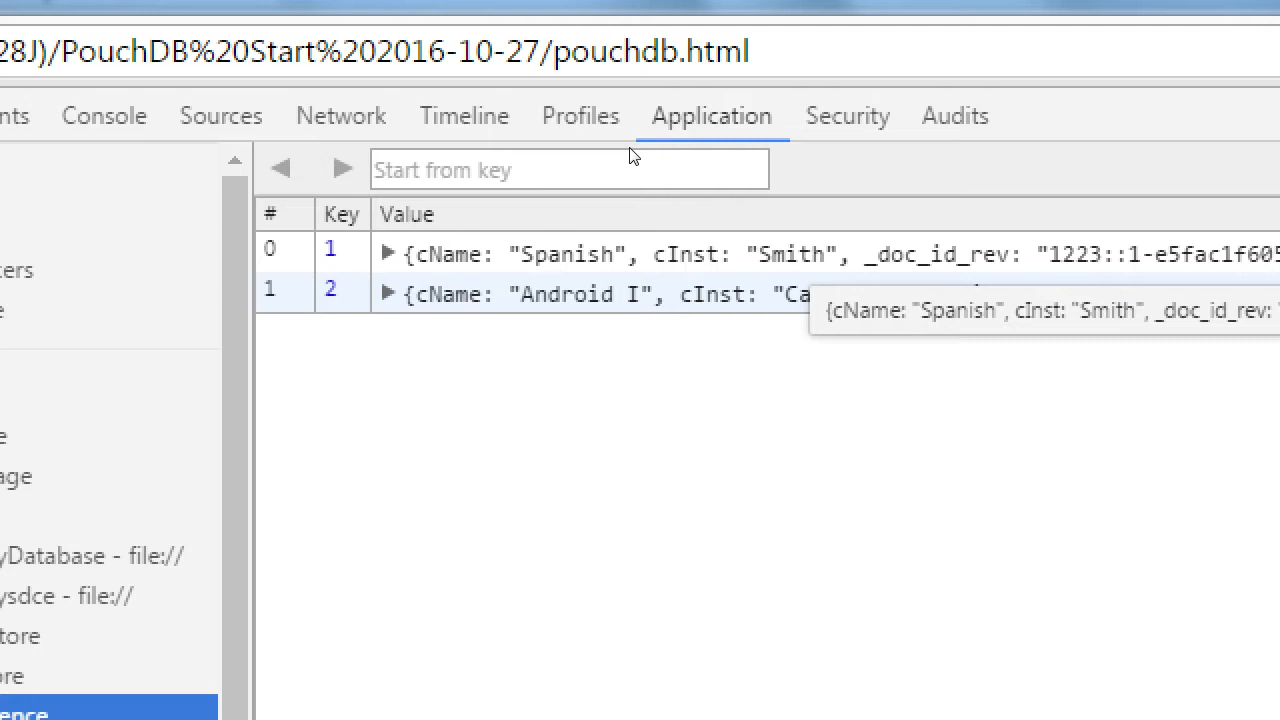 28J)/PouchDB%20Start%202016-10-27/pouchdb.html
nts Console Sources Network Timeline Profiles Application Security Audits
Start from key
# Key Value
0 1 {cName: "Spanish", cInst: "Smith", _doc_id_rev: "1223::1-e5fac1f605
1 2 {cName: "Android I", cInst: "Ca
{cName: "Spanish", cInst: "Smith", _doc_id_rev: "
ers
e
e
age
yDatabase - file://
ysdce - file://
tore
ore
ence